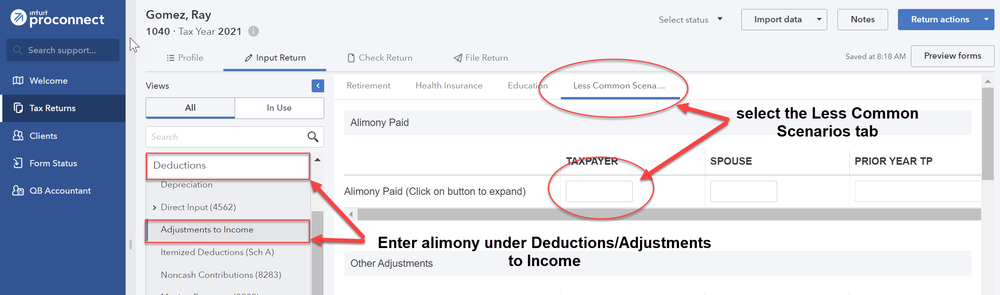 intuit
proconnect
Search support...
Welcome
Tax Returns
Clients
Form Status
QB Accountant
Gomez, Ray
1040 · Tax Year 2021
Select status
Import data
Notes
Return actions
Profile
Input Return
Check Return
File Return
Saved at 8:18 AM
Preview forms
Views
All
In Use
Search
Deductions
Depreciation
Direct Input (4562)
Adjustments to Income
Itemized Deductions (Sch A)
Noncash Contributions (8283)
Retirement
Health Insurance
Education
Less Common Scena...
select the Less Common
Scenarios tab
Alimony Paid
TAXPAYER
SPOUSE
PRIOR YEAR TP
Alimony Paid (Click on button to expand)
Enter alimony under Deductions/Adjustments
to Income
Other Adjustments